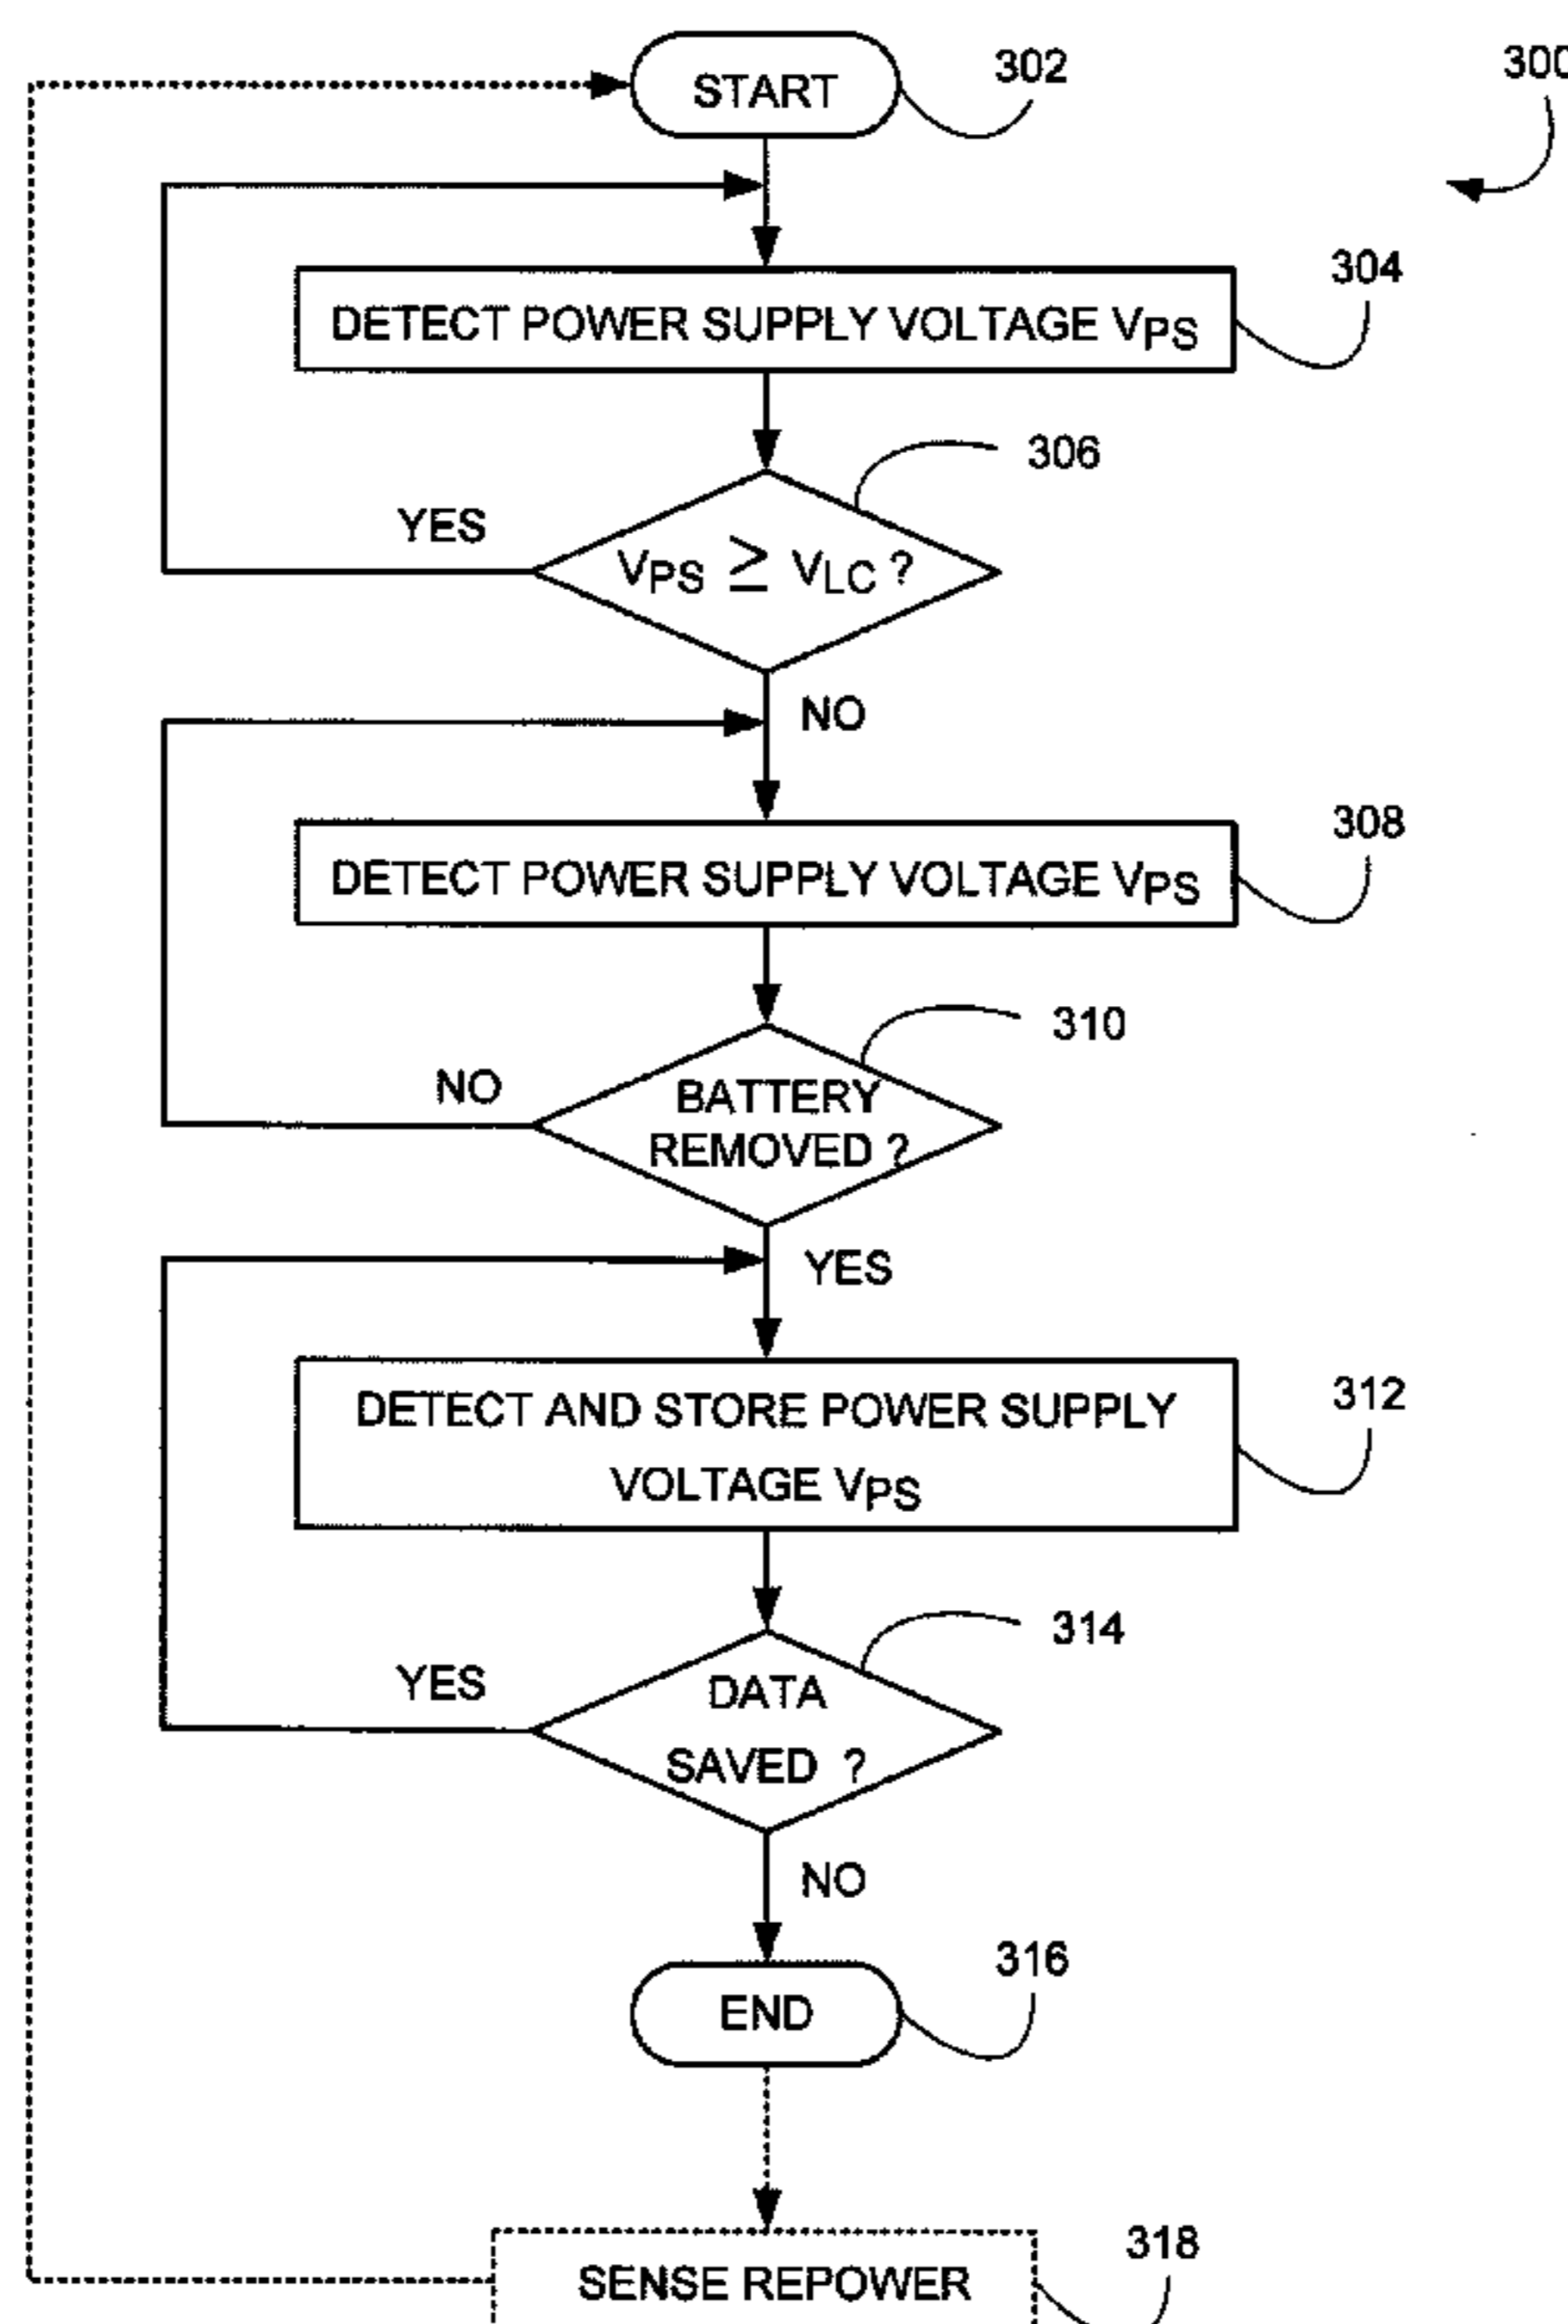 START
302
300
DETECT POWER SUPPLY VOLTAGE VPS
304
306
YES
VPS ≥ VLC ?
NO
DETECT POWER SUPPLY VOLTAGE VPS
308
310
NO
BATTERY
REMOVED ?
YES
DETECT AND STORE POWER SUPPLY
VOLTAGE VPS
312
314
YES
DATA
SAVED ?
NO
END
316
SENSE REPOWER
318